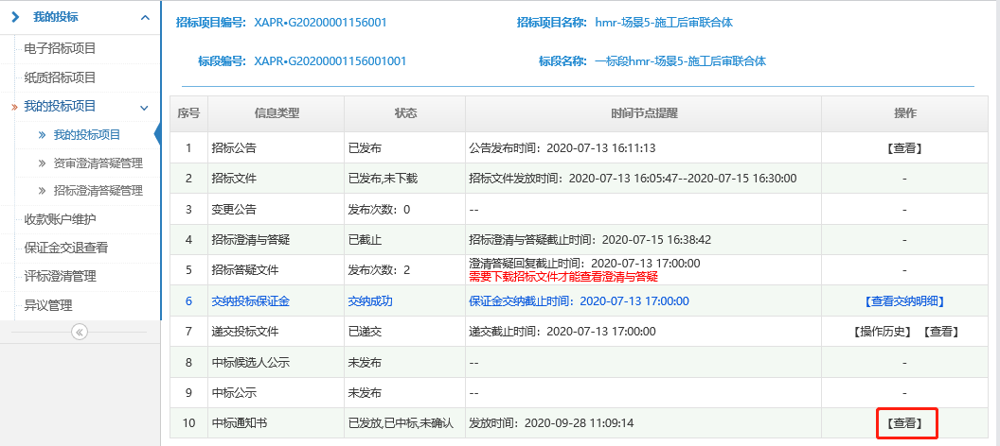 我的投标
电子招标项目
纸质招标项目
我的投标项目
我的投标项目
资审澄清答疑管理
招标澄清答疑管理
收款账户维护
保证金交退查看
评标澄清管理
异议管理
招标项目编号： XAPR•G20200001156001 招标项目名称： hmr-场景5-施工后审联合体
标段编号： XAPR•G20200001156001001 标段名称： 一标段hmr-场景5-施工后审联合体
序号 信息类型 状态 时间节点提醒 操作
1 招标公告 已发布 公告发布时间：2020-07-13 16:11:13 【查看】
2 招标文件 已发布,未下载 招标文件发放时间：2020-07-13 16:05:47--2020-07-15 16:30:00 -
3 变更公告 发布次数：0 -- -
4 招标澄清与答疑 已截止 招标澄清与答疑截止时间：2020-07-15 16:38:42 -
5 招标答疑文件 发布次数：2 澄清答疑回复截止时间：2020-07-13 17:00:00 -
需要下载招标文件才能查看澄清与答疑
6 交纳投标保证金 交纳成功 保证金交纳截止时间：2020-07-13 17:00:00 【查看交纳明细】
7 递交投标文件 已递交 递交截止时间：2020-07-13 17:00:00 【操作历史】 【查看】
8 中标候选人公示 未发布 -- -
9 中标公示 未发布 -- -
10 中标通知书 已发放,已中标,未确认 发放时间：2020-09-28 11:09:14 【查看】